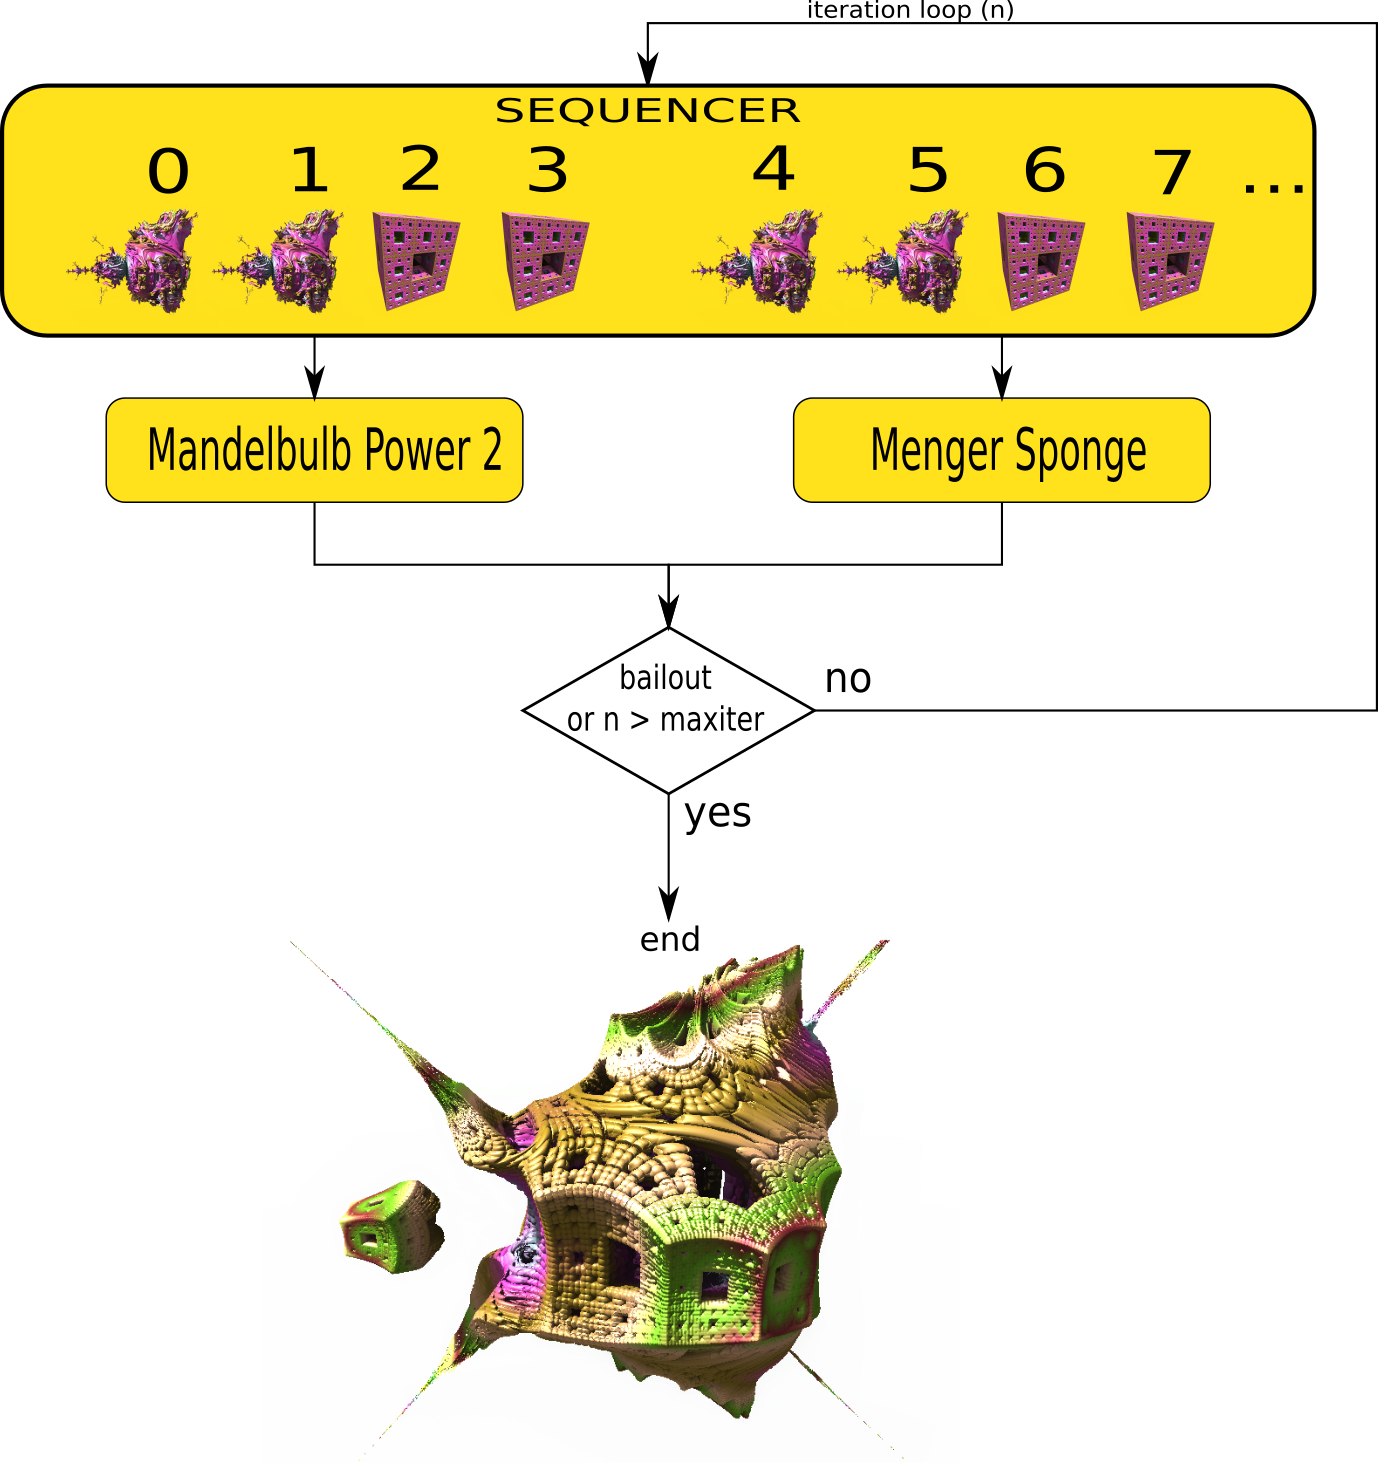 iteration loop (n)
SEQUENCER
0 1 2 3 4 5 6 7 ...
Mandelbulb Power 2
Menger Sponge
bailout
or n > maxiter
no
yes
end